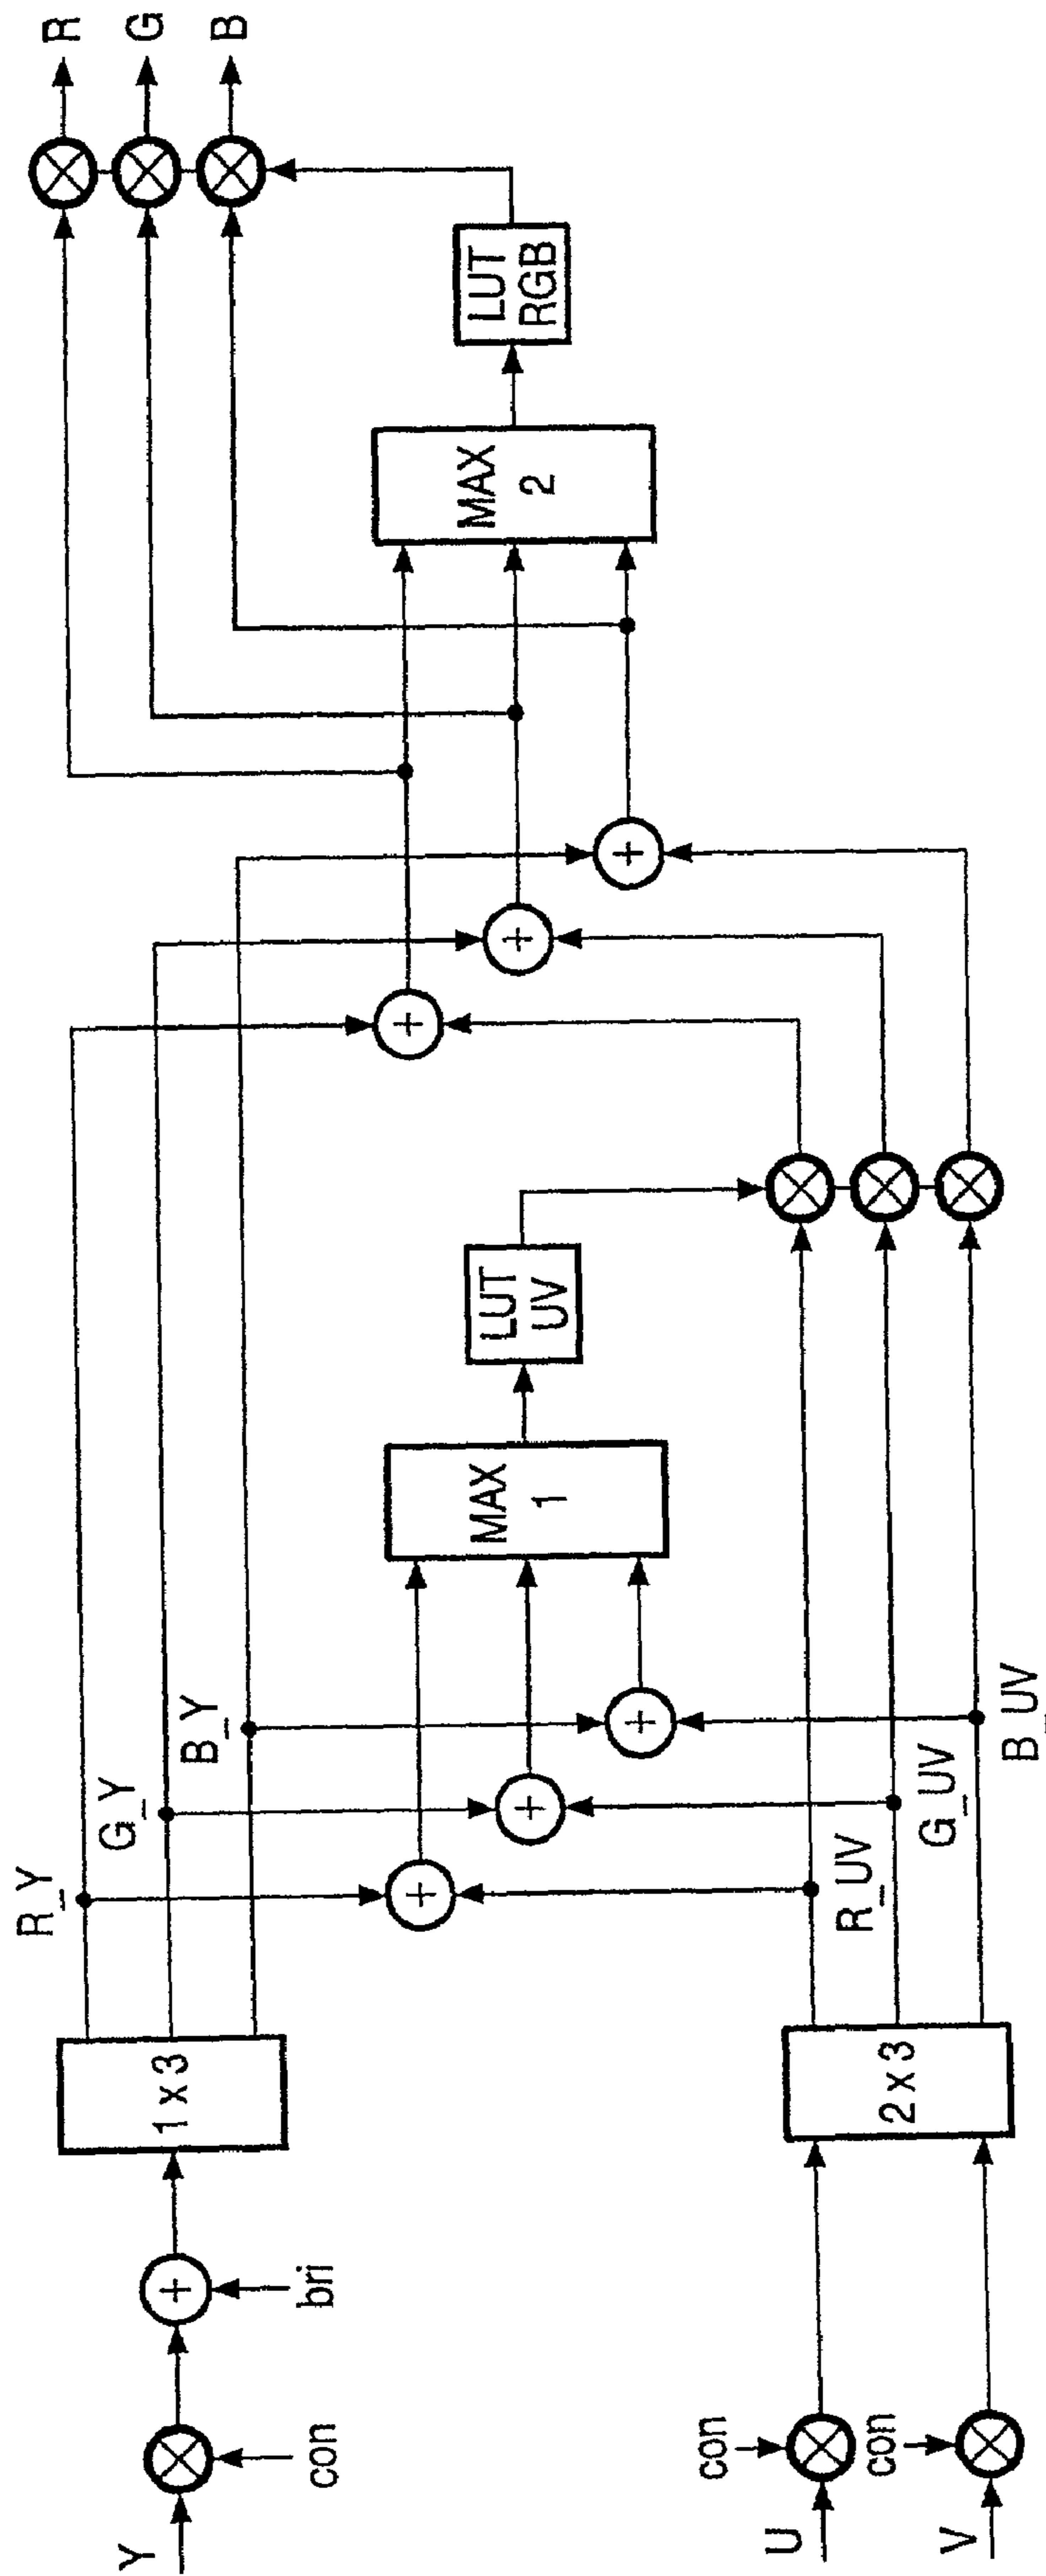 Y
con
bri
1 x 3
R_Y
G_Y
B_Y
U
con
V
con
2 x 3
R_UV
G_UV
B_UV
MAX
1
LUT
UV
MAX
2
LUT
RGB
R
G
B